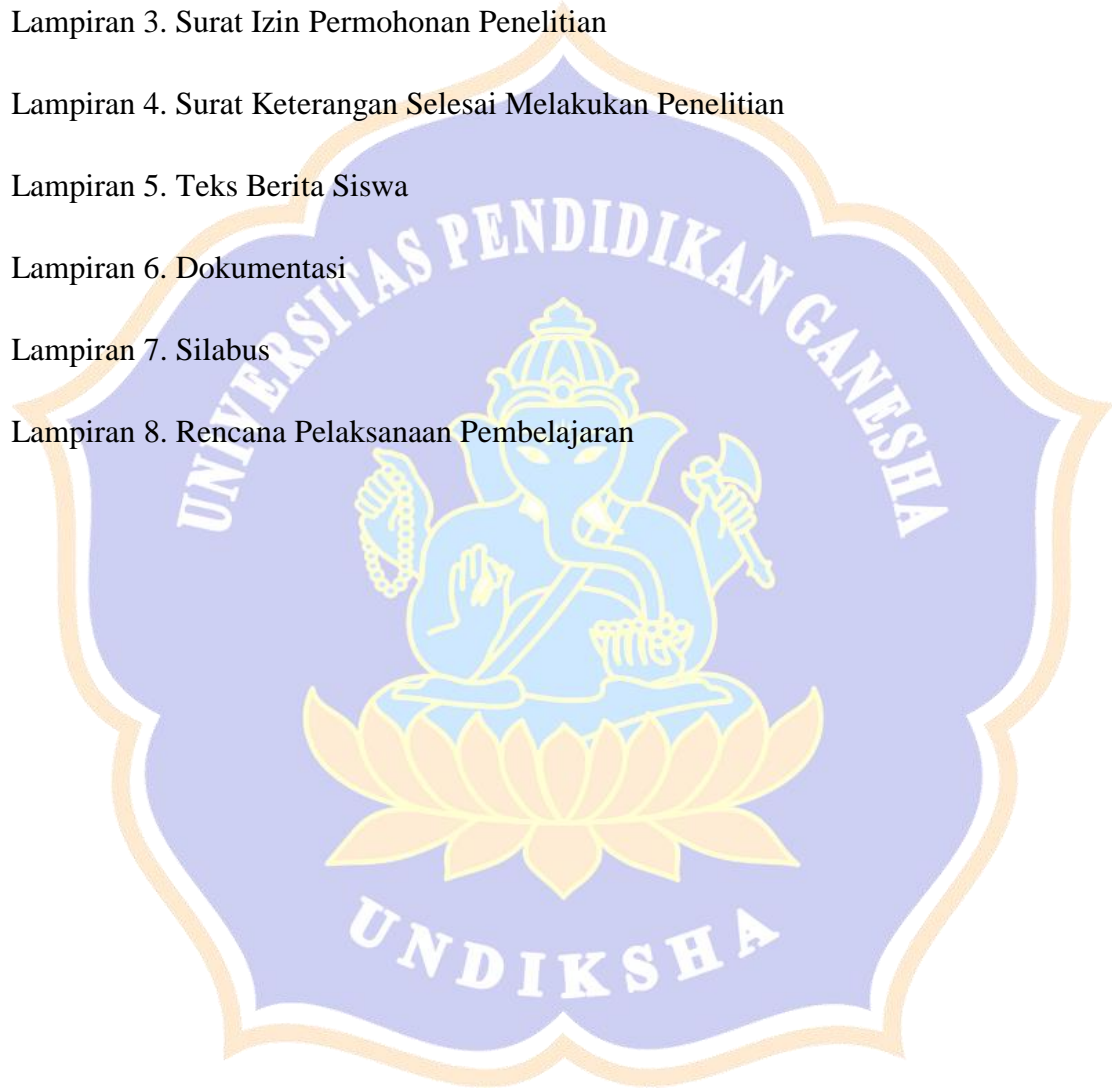 Lampiran 3. Surat Izin Permohonan Penelitian
Lampiran 4. Surat Keterangan Selesai Melakukan Penelitian
Lampiran 5. Teks Berita Siswa
Lampiran 6. Dokumentasi
Lampiran 7. Silabus
Lampiran 8. Rencana Pelaksanaan Pembelajaran
UNIVERSITAS PENDIDIKAN GANESHA
UNDIKSHA